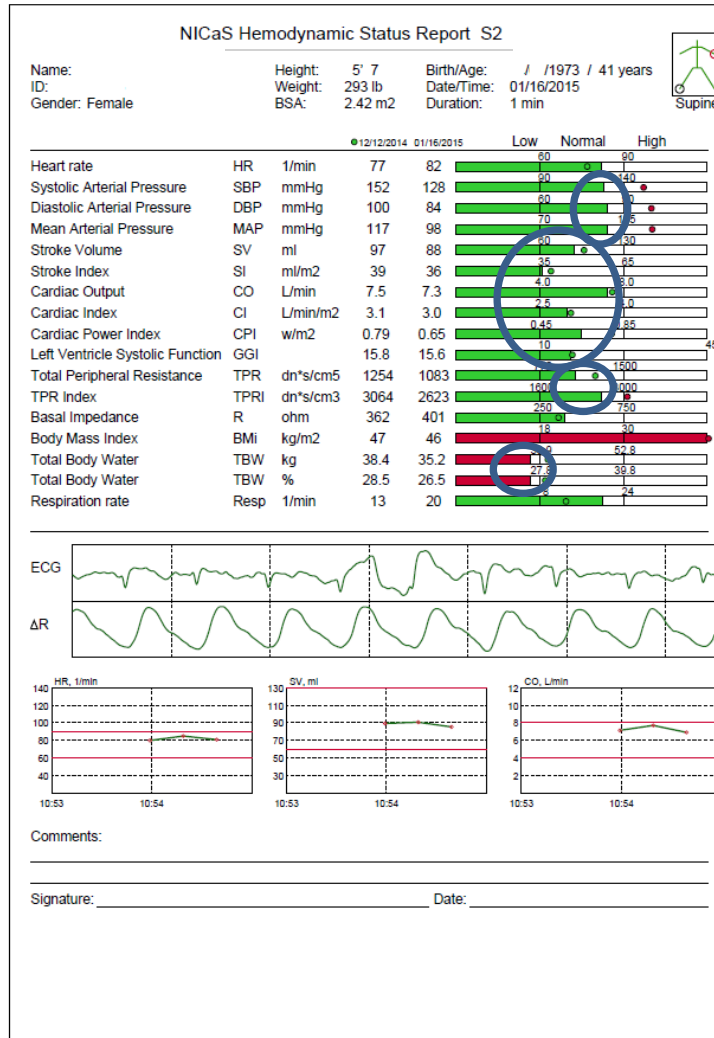 NICaS Hemodynamic Status Report S2
Name: Height: 5' 7 Birth/Age: / /1973 / 41 years
ID: Weight: 293 lb Date/Time: 01/16/2015
Gender: Female BSA: 2.42 m2 Duration: 1 min
Supine
12/12/2014 01/16/2015 Low Normal High
60 90
Heart rate HR 1/min 77 82
90 140
Systolic Arterial Pressure SBP mmHg 152 128
Diastolic Arterial Pressure DBP mmHg 100 84
70
Mean Arterial Pressure MAP mmHg 117 98
60 130
Stroke Volume SV ml 97 88
35 65
Stroke Index SI ml/m2 39 36
4.0
Cardiac Output CO L/min 7.5 7.3
2.5
Cardiac Index CI L/min/m2 3.1 3.0
0.45
Cardiac Power Index CPI w/m2 0.79 0.65
10
Left Ventricle Systolic Function GGI 15.8 15.6
1500
Total Peripheral Resistance TPR dn*s/cm5 1254 1083
1600
TPR Index TPRI dn*s/cm3 3064 2623
250 750
Basal Impedance R ohm 362 401
18 30
Body Mass Index BMi kg/m2 47 46
52.8
Total Body Water TBW kg 38.4 35.2
27.8 39.8
Total Body Water TBW % 28.5 26.5
24
Respiration rate Resp 1/min 13 20
ECG
ΔR
HR, 1/min SV, ml CO, L/min
140 130 12
120 110 10
100 90 8
80 70 6
60 50 4
40 30 2
10:53 10:54 10:53 10:54 10:53 10:54
Comments:
Signature: Date: